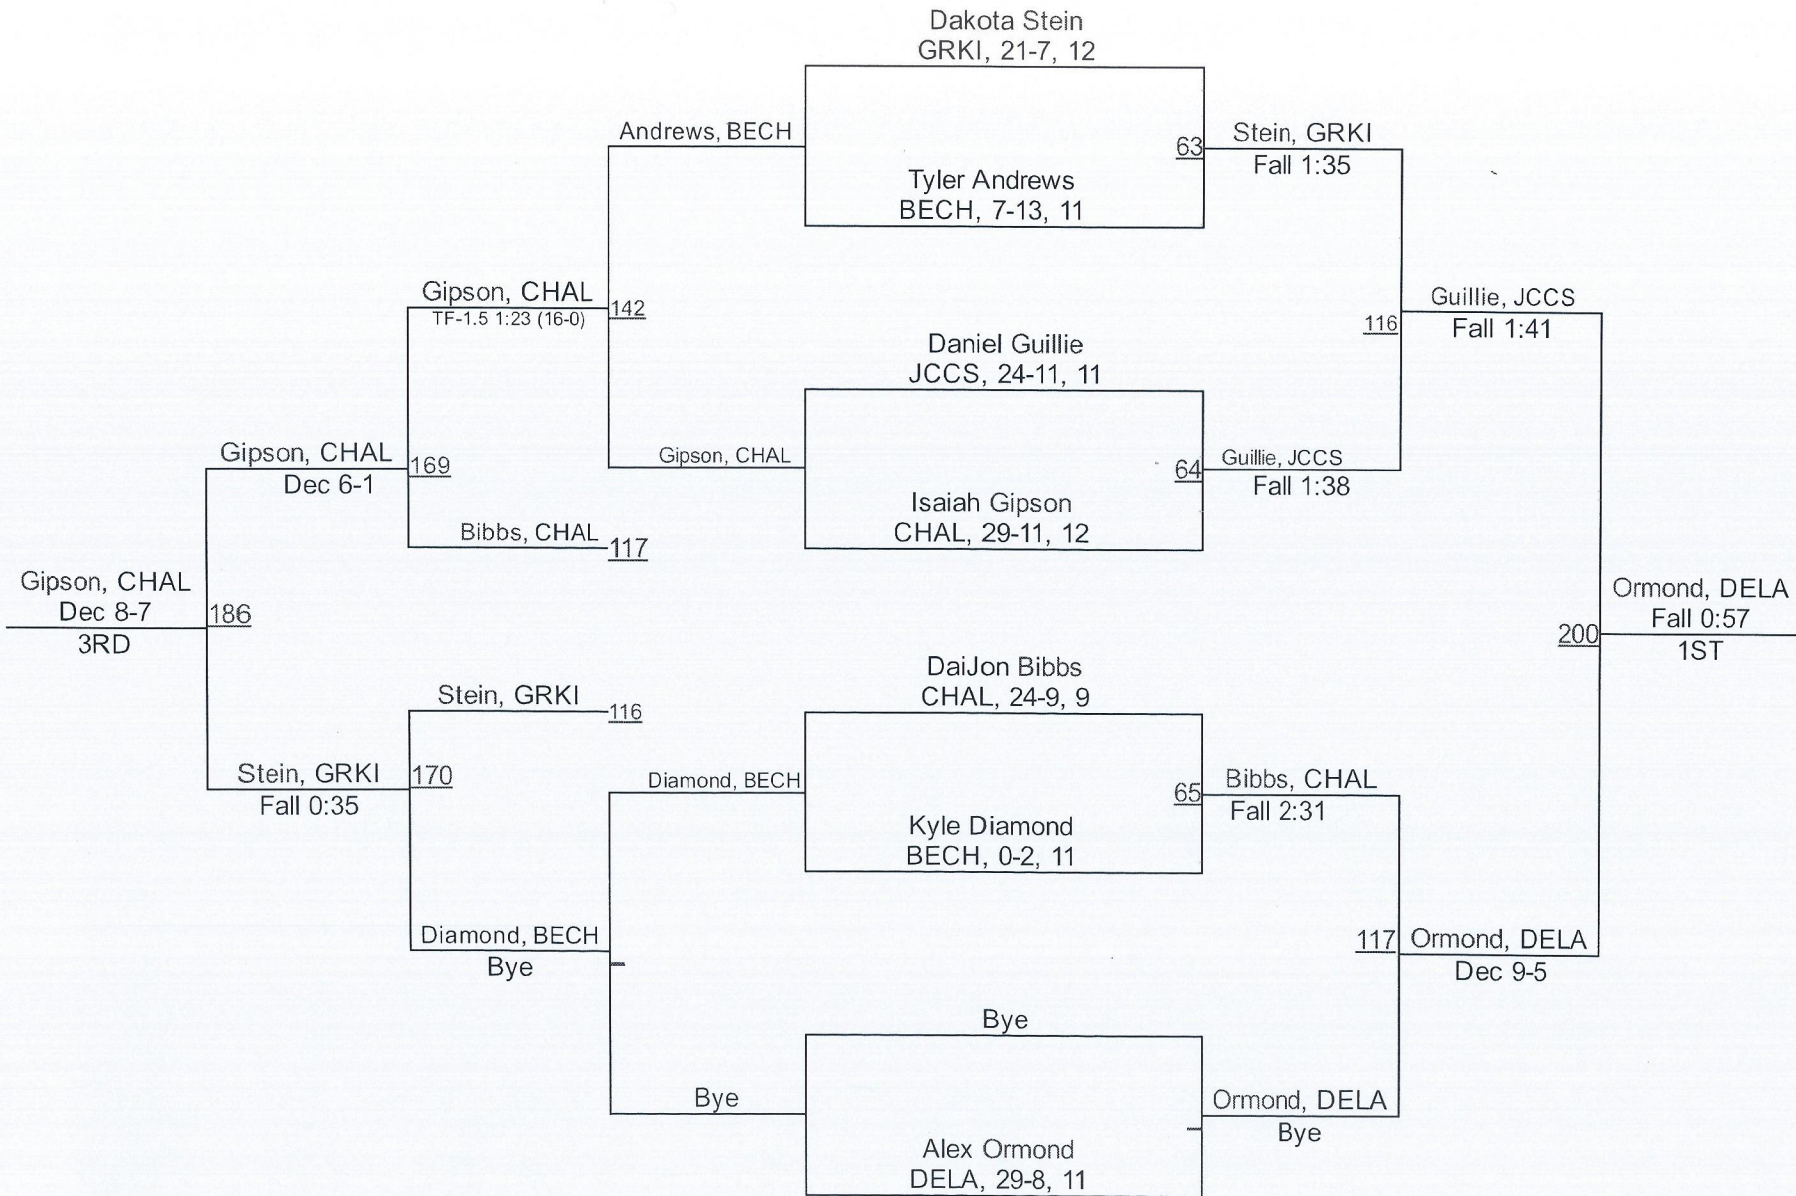 Dakota Stein
GRKI, 21-7, 12
Andrews, BECH
63
Stein, GRKI
Fall 1:35
Tyler Andrews
BECH, 7-13, 11
Gipson, CHAL
TF-1.5 1:23 (16-0)
142
116
Guillie, JCCS
Fall 1:41
Daniel Guillie
JCCS, 24-11, 11
Gipson, CHAL
Dec 6-1
169
Gipson, CHAL
64
Guillie, JCCS
Fall 1:38
Isaiah Gipson
CHAL, 29-11, 12
Bibbs, CHAL
117
Gipson, CHAL
Dec 8-7
3RD
186
200
Ormond, DELA
Fall 0:57
1ST
DaiJon Bibbs
CHAL, 24-9, 9
Stein, GRKI
116
Stein, GRKI
Fall 0:35
170
Diamond, BECH
65
Bibbs, CHAL
Fall 2:31
Kyle Diamond
BECH, 0-2, 11
Diamond, BECH
Bye
117
Ormond, DELA
Dec 9-5
Bye
Bye
Ormond, DELA
Bye
Alex Ormond
DELA, 29-8, 11